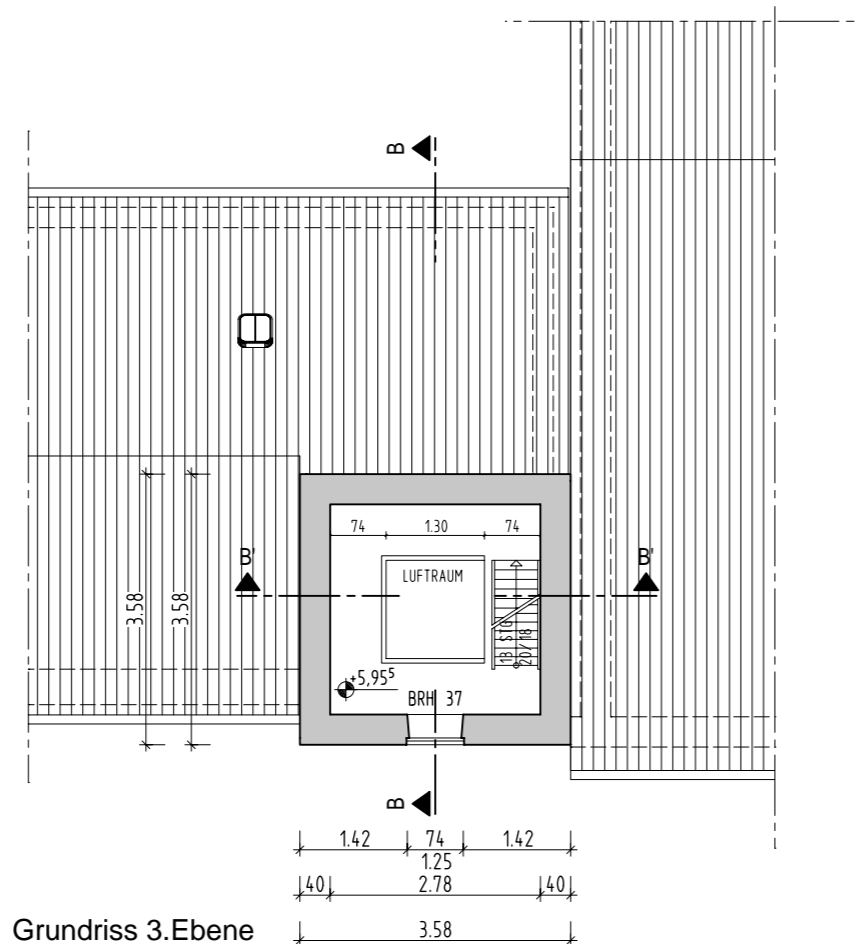 B
74 1.30 74
B' LUFTRAUM B'
3.58 3.58
13 STG
20/18
+5,95⁵
BRH 37
B
1.42 74 1.42
1.25
40 2.78 40
Grundriss 3.Ebene 3.58